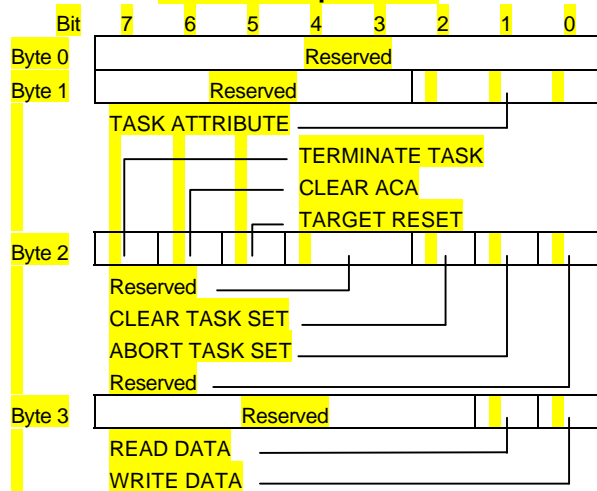 Bit 7 6 5 4 3 2 1 0
Byte 0 Reserved
Byte 1 Reserved
TASK ATTRIBUTE
TERMINATE TASK
CLEAR ACA
TARGET RESET
Byte 2
Reserved
CLEAR TASK SET
ABORT TASK SET
Reserved
Byte 3 Reserved
READ DATA
WRITE DATA